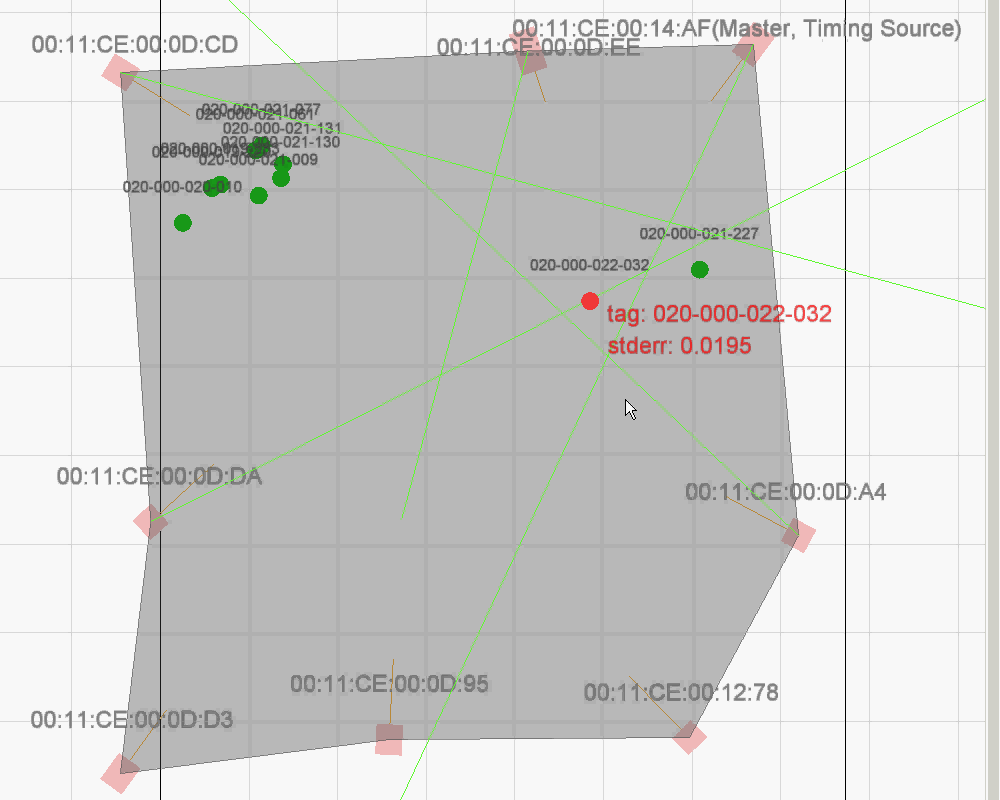 00:11:CE:00:14:AF(Master, Timing Source)
00:11:CE:00:0D:CD
00:11:CE:00:0D:EE
020-000-021-077
020-000-021-061
020-000-021-131
020-000-021-130
020-000-021-009
020-000-020-010
020-000-021-227
020-000-022-032
tag: 020-000-022-032
stderr: 0.0195
00:11:CE:00:0D:DA
00:11:CE:00:0D:A4
00:11:CE:00:0D:95
00:11:CE:00:12:78
00:11:CE:00:0D:D3